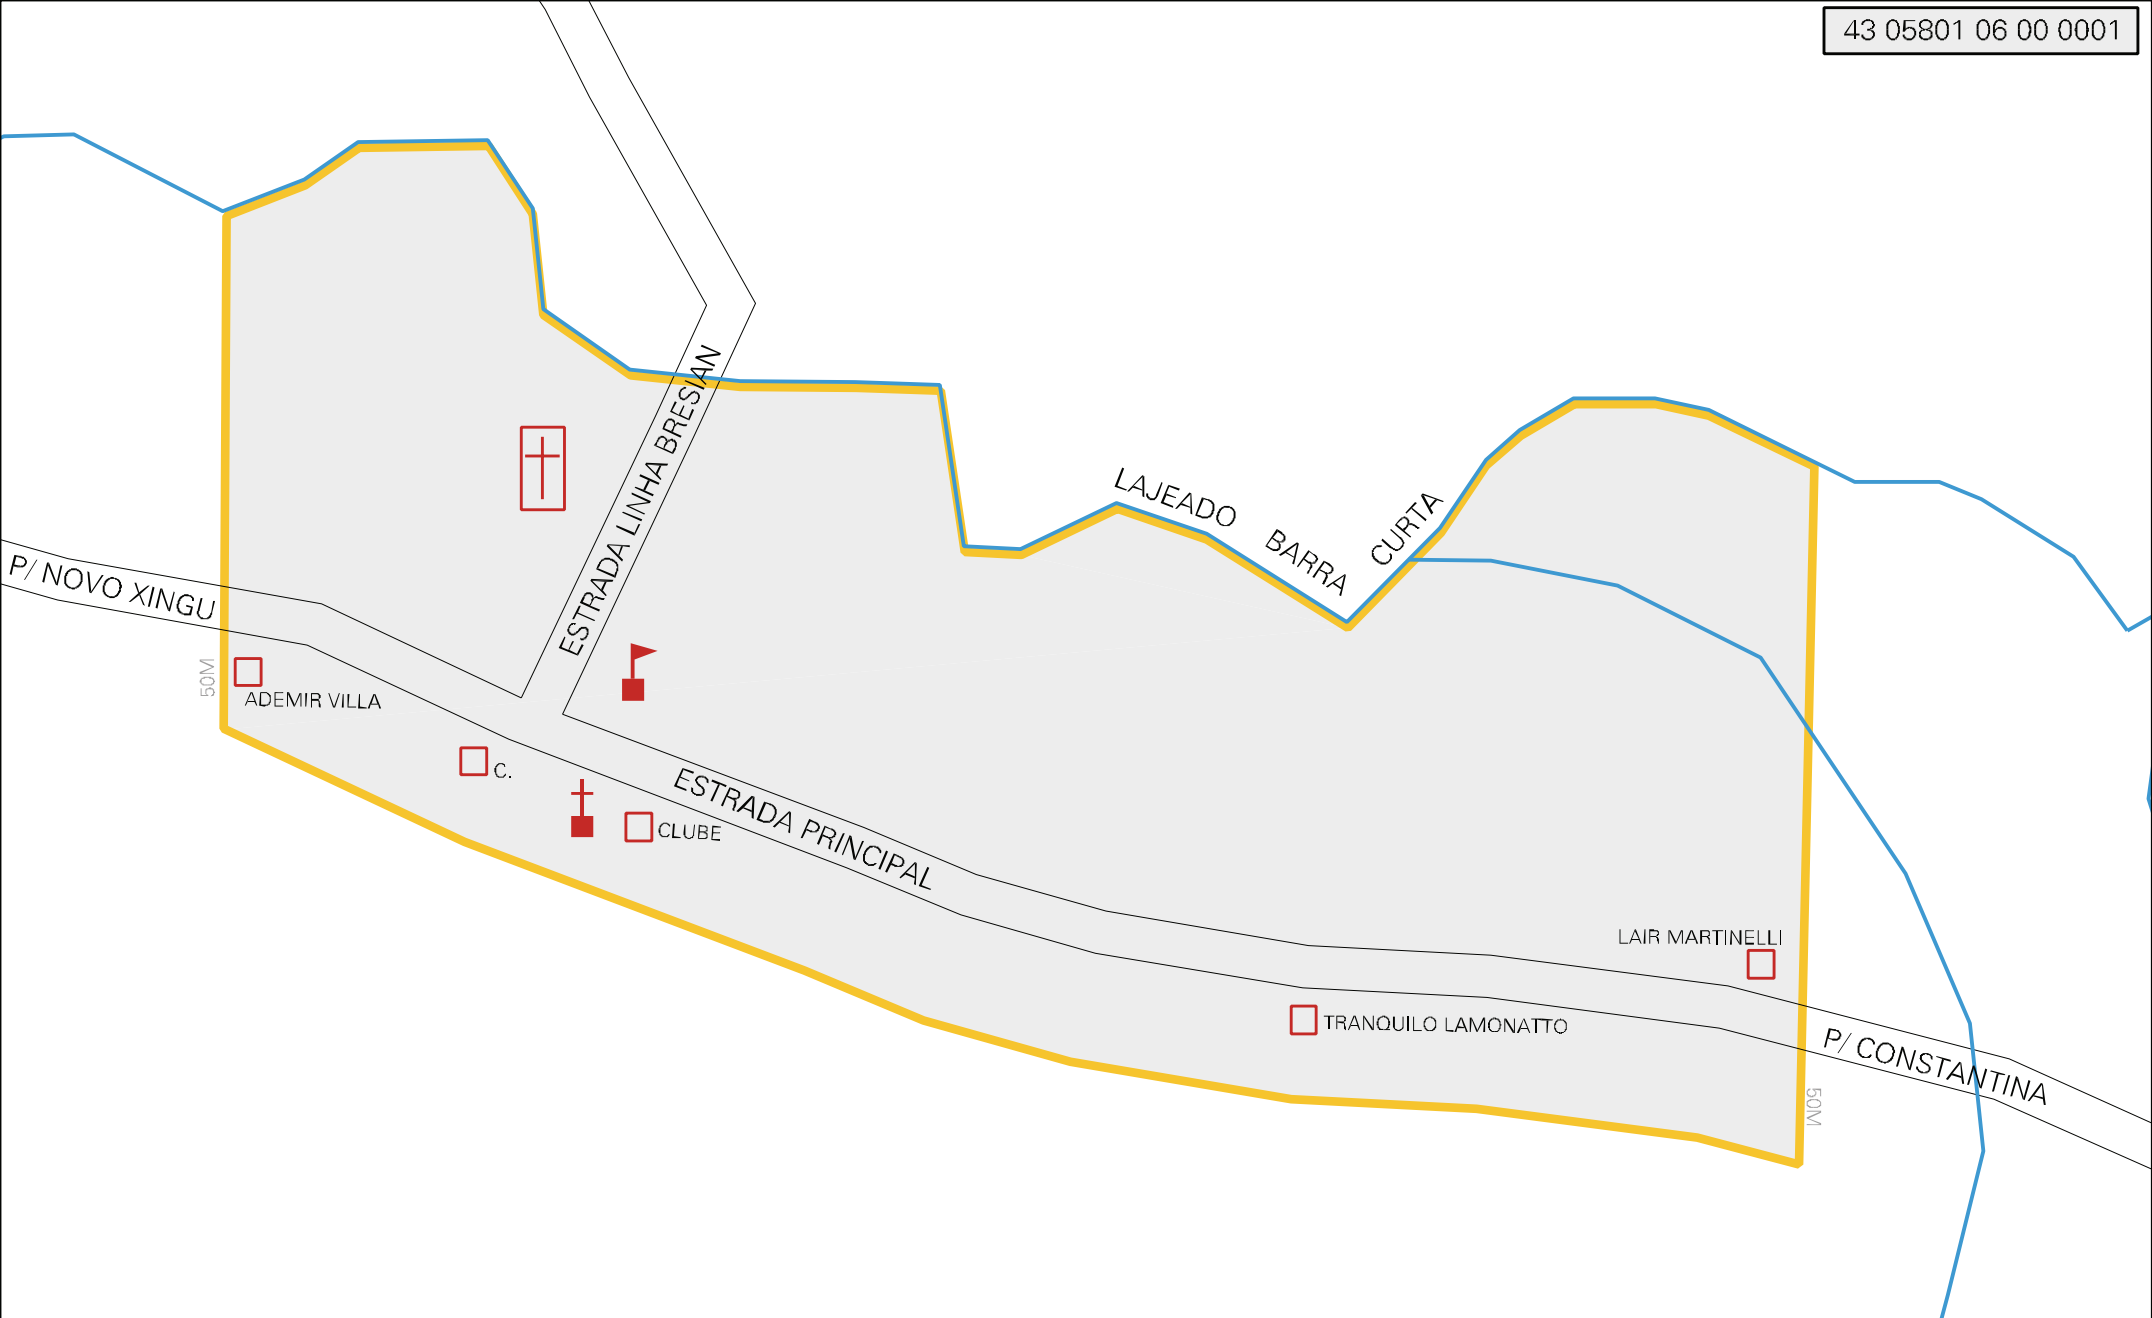 43 05801 06 00 0001
ESTRADA LINHA BRESIAN
LAJEADO BARRA CURTA
P/ NOVO XINGU
50M
ADEMIR VILLA
C.
CLUBE
ESTRADA PRINCIPAL
LAIR MARTINELLI
TRANQUILO LAMONATTO
P/ CONSTANTINA
50M